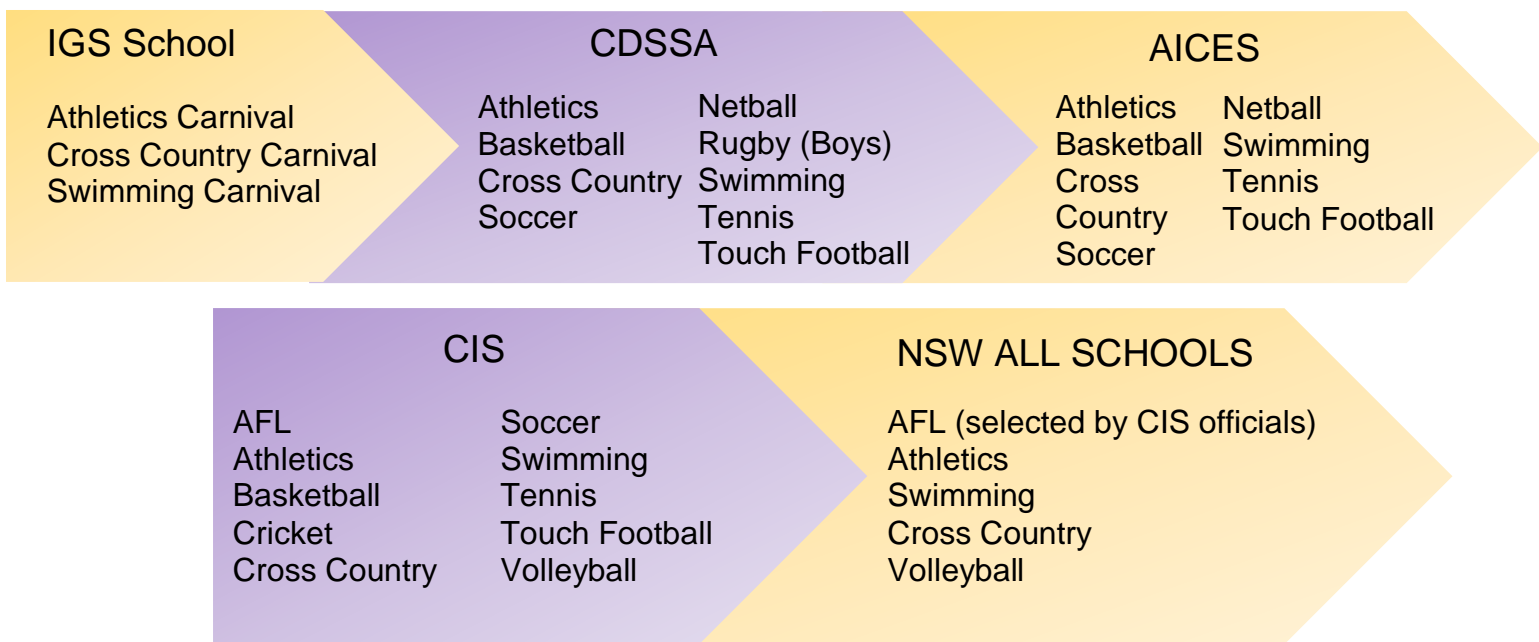 IGS School
Athletics Carnival
Cross Country Carnival
Swimming Carnival
CDSSA
Athletics
Basketball
Cross Country
Soccer
Netball
Rugby (Boys)
Swimming
Tennis
Touch Football
AICES
Athletics
Basketball
Cross
Country
Soccer
Netball
Swimming
Tennis
Touch Football
CIS
AFL
Athletics
Basketball
Cricket
Cross Country
Soccer
Swimming
Tennis
Touch Football
Volleyball
NSW ALL SCHOOLS
AFL (selected by CIS officials)
Athletics
Swimming
Cross Country
Volleyball